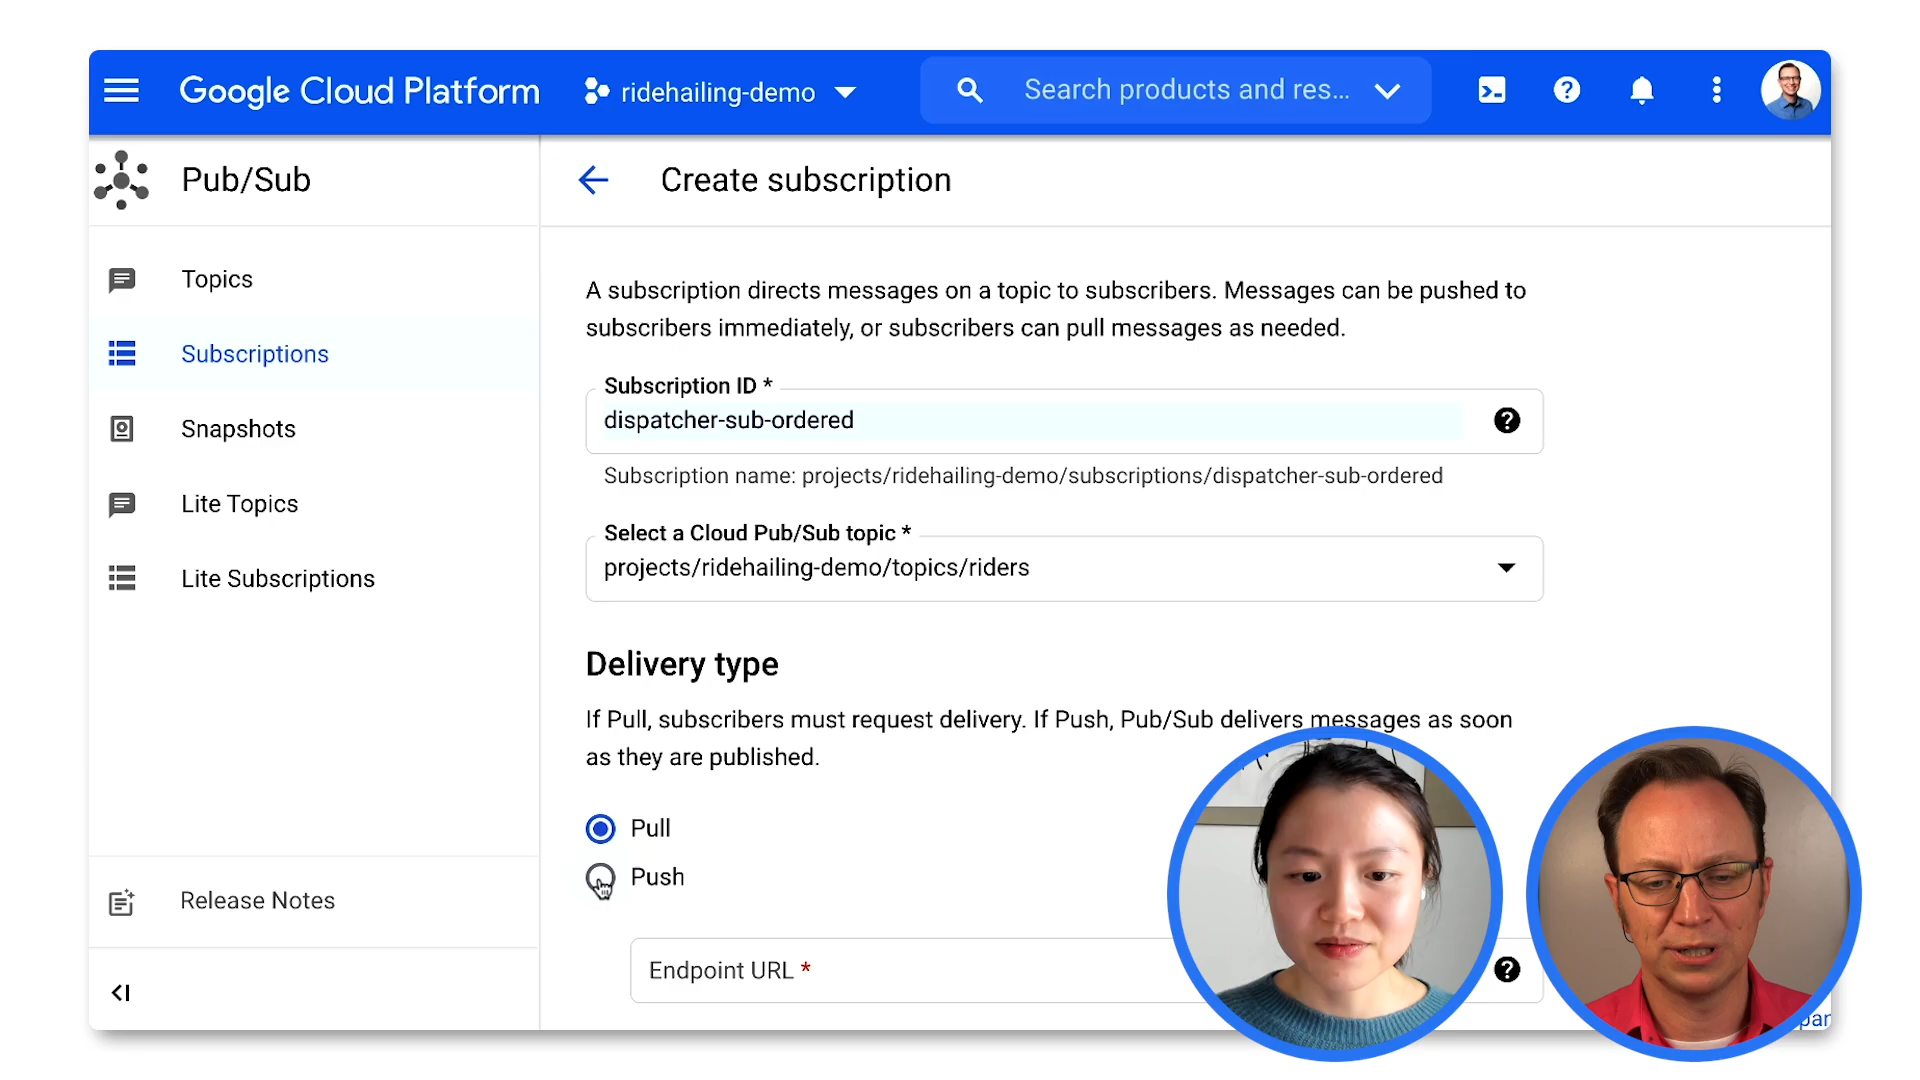 Google Cloud Platform
ridehailing-demo
Search products and res...
Pub/Sub
Create subscription
Topics
Subscriptions
Snapshots
Lite Topics
Lite Subscriptions
Release Notes
A subscription directs messages on a topic to subscribers. Messages can be pushed to
subscribers immediately, or subscribers can pull messages as needed.
Subscription ID *
dispatcher-sub-ordered
Subscription name: projects/ridehailing-demo/subscriptions/dispatcher-sub-ordered
Select a Cloud Pub/Sub topic *
projects/ridehailing-demo/topics/riders
Delivery type
If Pull, subscribers must request delivery. If Push, Pub/Sub delivers messages as soon
as they are published.
Pull
Push
Endpoint URL *